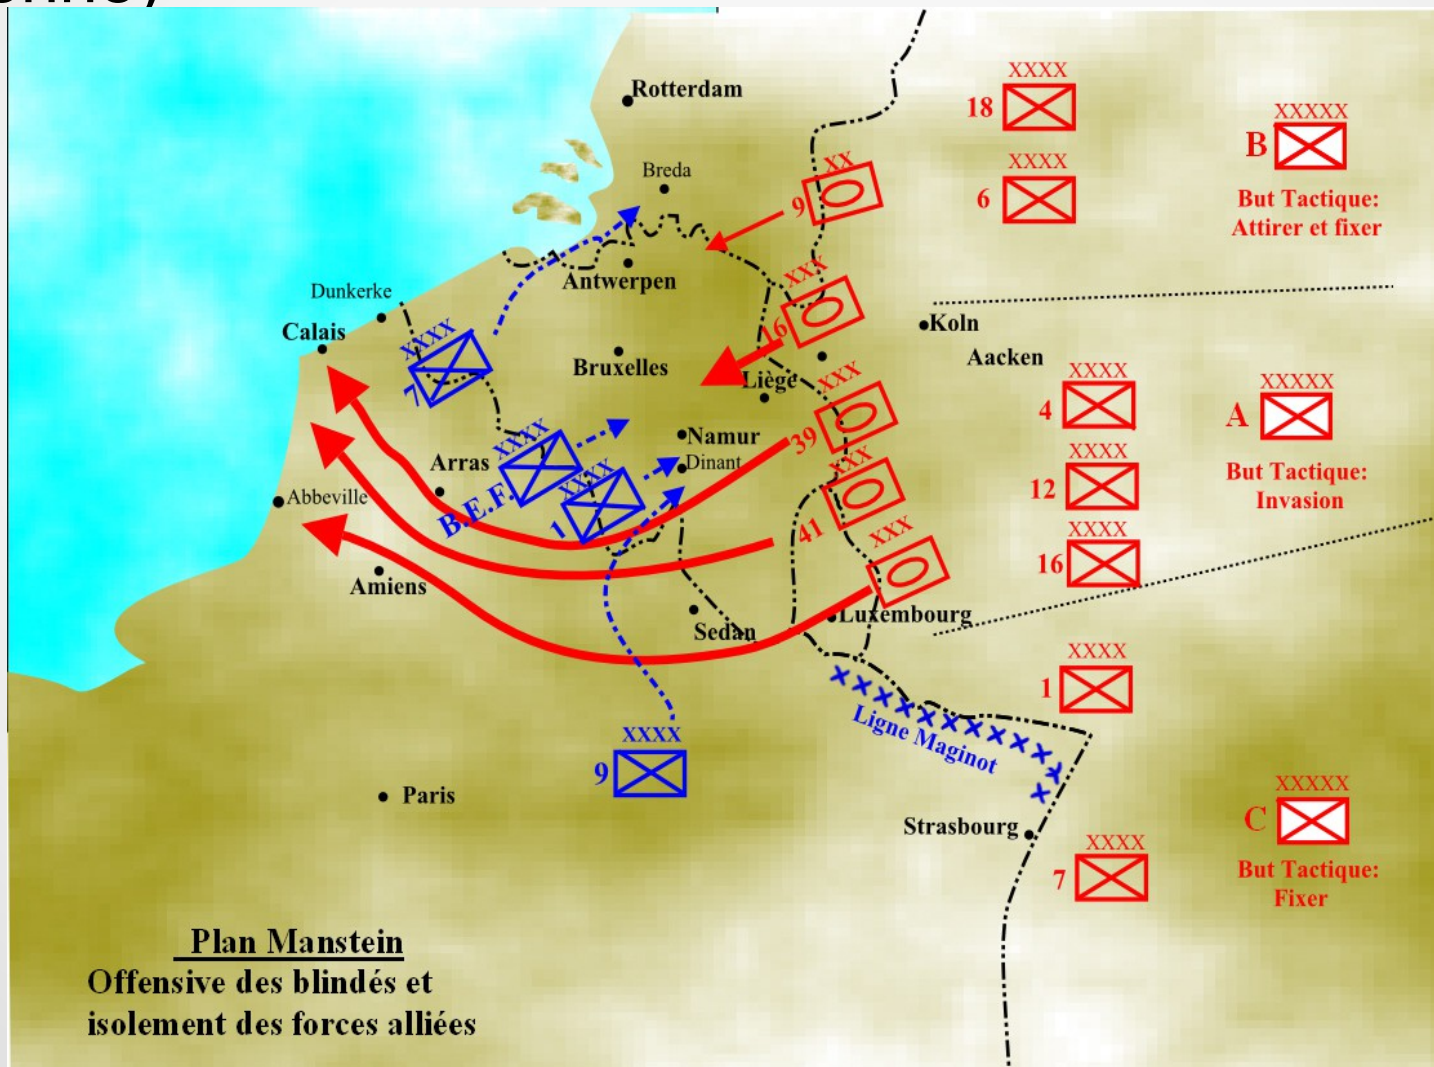 XXXX
18
Rotterdam
XXXXX
B
XXXX
6
Breda
XX
9
But Tactique:
Attirer et fixer
Antwerpen
XXX
16
Dunkerke
Calais
Koln
Aacken
XXXX
7
Bruxelles
Liège
XXX
39
XXXX
4
XXXXX
A
Namur
Dinant
Arras
XXXX
B.E.F.
XXXX
1
Abbeville
XXX
41
XXXX
12
But Tactique:
Invasion
XXX
XXXX
16
Amiens
Sedan
Luxembourg
XXXX
1
Ligne Maginot
XXXX
9
Paris
Strasbourg
XXXXX
C
XXXX
7
But Tactique:
Fixer
Plan Manstein
Offensive des blindés et
isolement des forces alliées